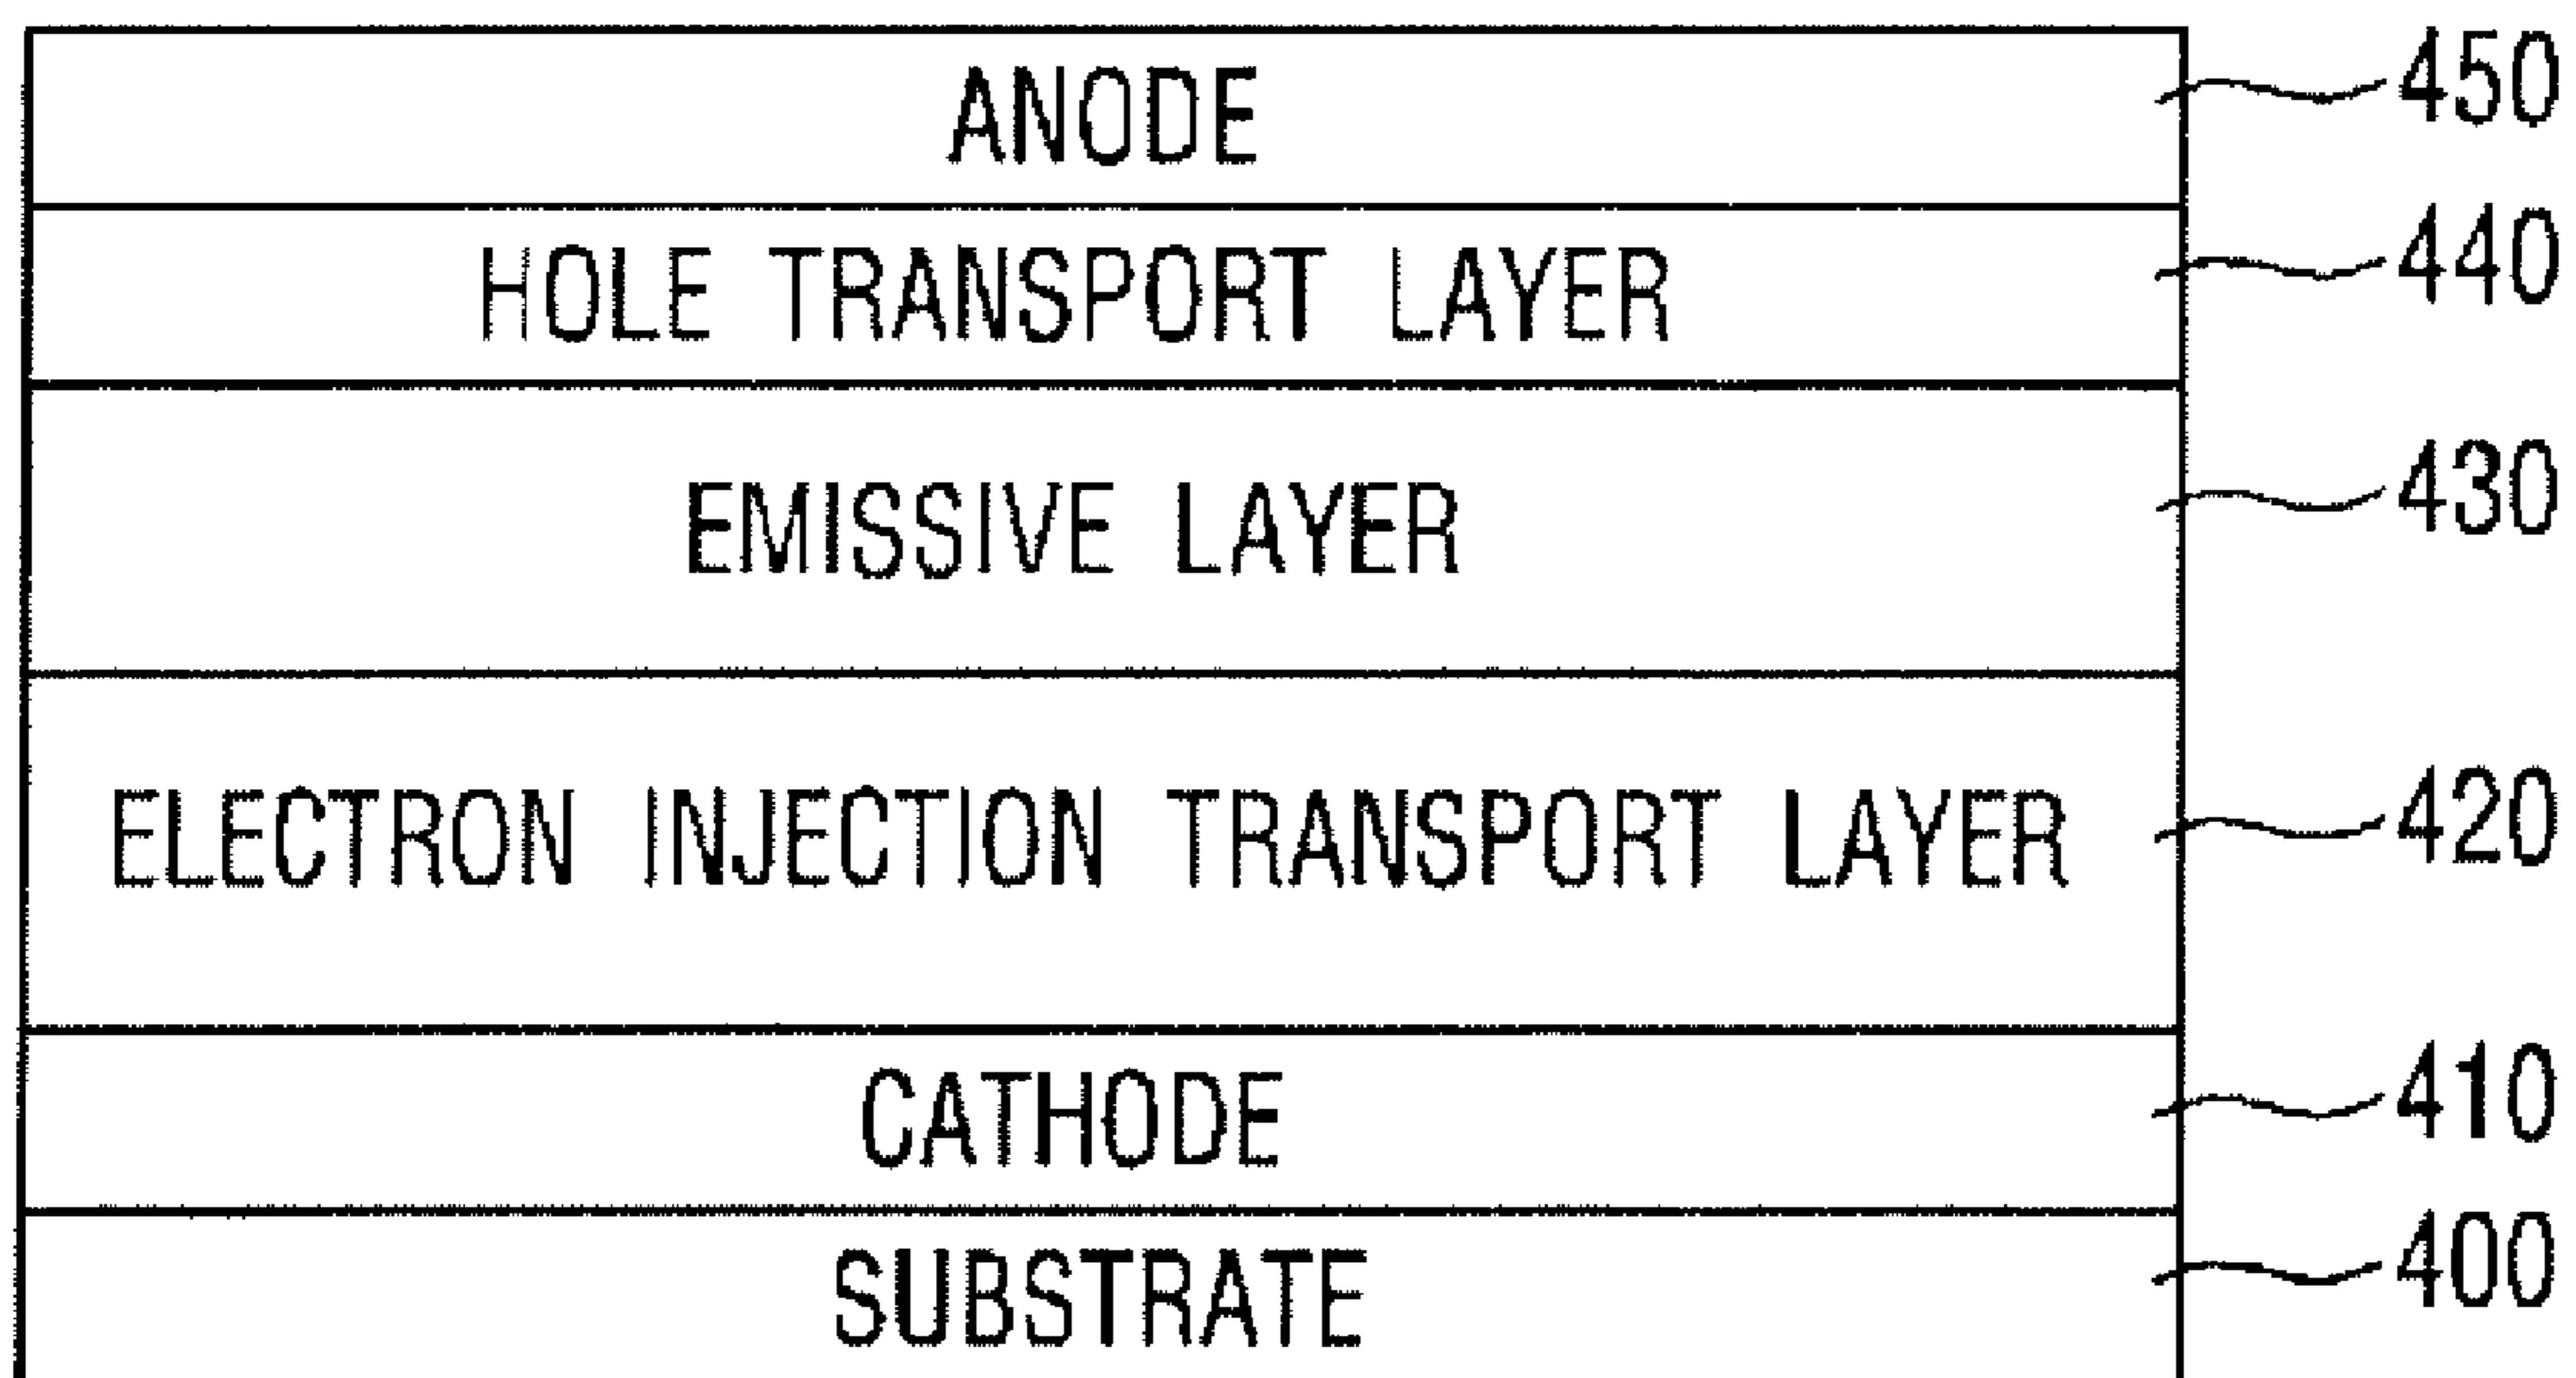 ANODE 450
HOLE TRANSPORT LAYER 440
EMISSIVE LAYER 430
ELECTRON INJECTION TRANSPORT LAYER 420
CATHODE 410
SUBSTRATE 400